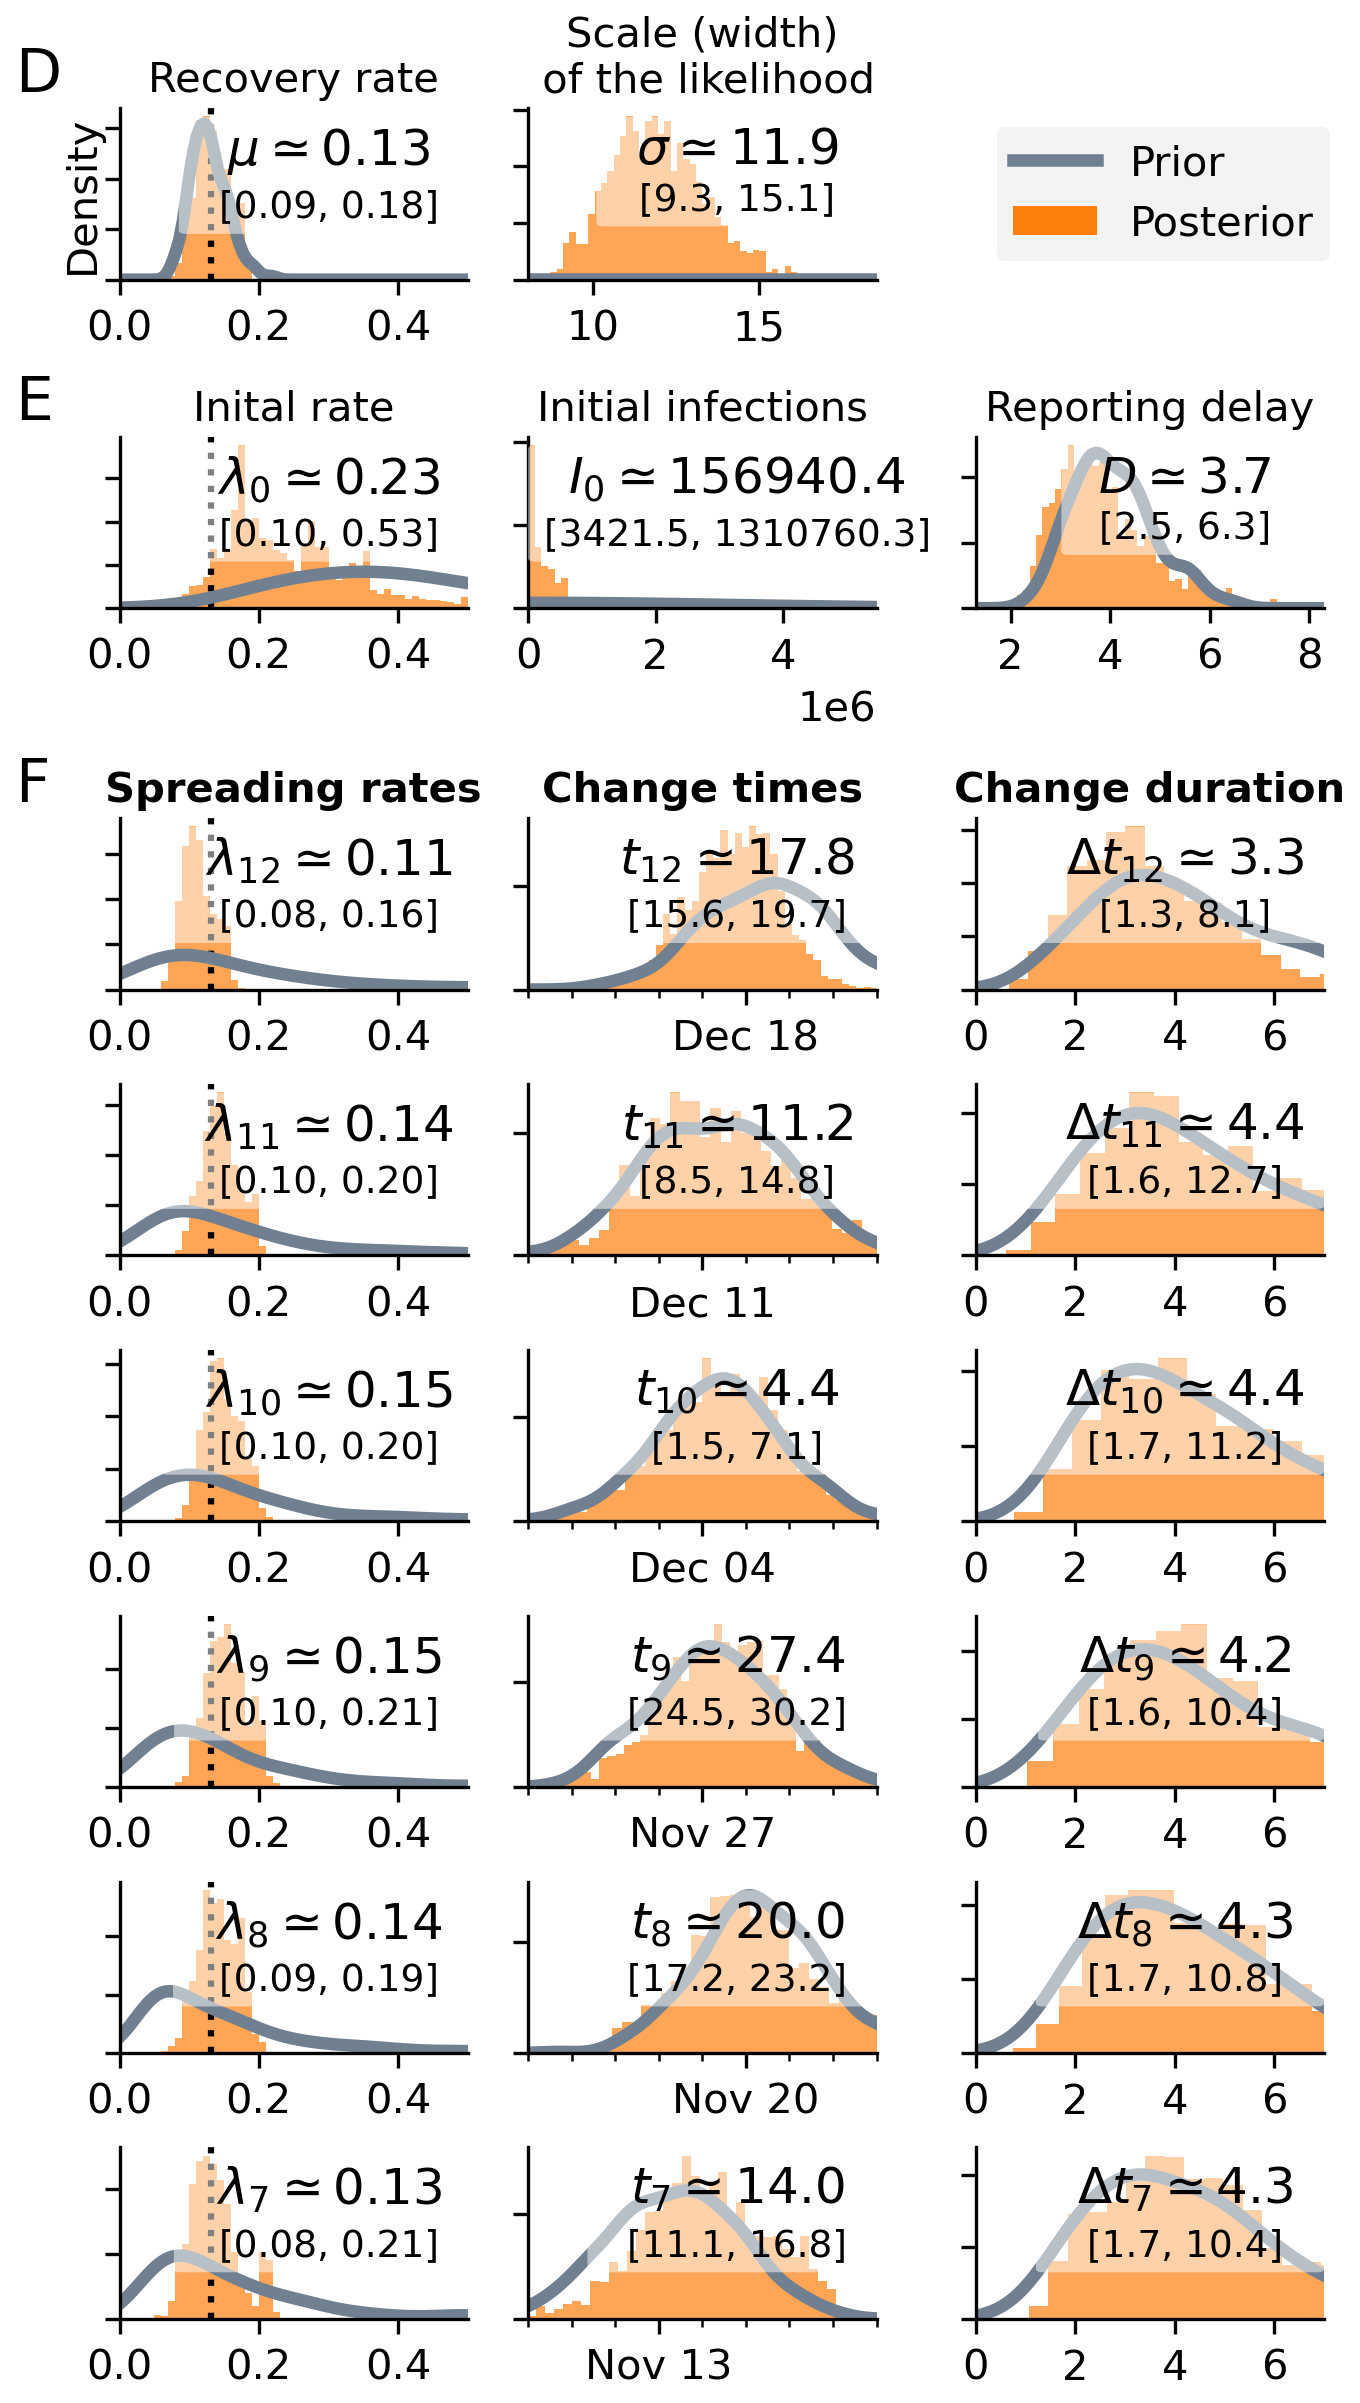 D
Recovery rate
Scale (width)
of the likelihood
Density
μ ≃ 0.13
[0.09, 0.18]
σ ≃ 11.9
[9.3, 15.1]
Prior
Posterior
0.0 0.2 0.4
10 15
E
Inital rate
Initial infections
Reporting delay
λ₀ ≃ 0.23
[0.10, 0.53]
I₀ ≃ 156940.4
[3421.5, 1310760.3]
D ≃ 3.7
[2.5, 6.3]
0.0 0.2 0.4
0 2 4
1e6
2 4 6 8
F
Spreading rates
Change times
Change duration
λ₁₂ ≃ 0.11
[0.08, 0.16]
t₁₂ ≃ 17.8
[15.6, 19.7]
Δt₁₂ ≃ 3.3
[1.3, 8.1]
0.0 0.2 0.4
Dec 18
0 2 4 6
λ₁₁ ≃ 0.14
[0.10, 0.20]
t₁₁ ≃ 11.2
[8.5, 14.8]
Δt₁₁ ≃ 4.4
[1.6, 12.7]
0.0 0.2 0.4
Dec 11
0 2 4 6
λ₁₀ ≃ 0.15
[0.10, 0.20]
t₁₀ ≃ 4.4
[1.5, 7.1]
Δt₁₀ ≃ 4.4
[1.7, 11.2]
0.0 0.2 0.4
Dec 04
0 2 4 6
λ₉ ≃ 0.15
[0.10, 0.21]
t₉ ≃ 27.4
[24.5, 30.2]
Δt₉ ≃ 4.2
[1.6, 10.4]
0.0 0.2 0.4
Nov 27
0 2 4 6
λ₈ ≃ 0.14
[0.09, 0.19]
t₈ ≃ 20.0
[17.2, 23.2]
Δt₈ ≃ 4.3
[1.7, 10.8]
0.0 0.2 0.4
Nov 20
0 2 4 6
λ₇ ≃ 0.13
[0.08, 0.21]
t₇ ≃ 14.0
[11.1, 16.8]
Δt₇ ≃ 4.3
[1.7, 10.4]
0.0 0.2 0.4
Nov 13
0 2 4 6